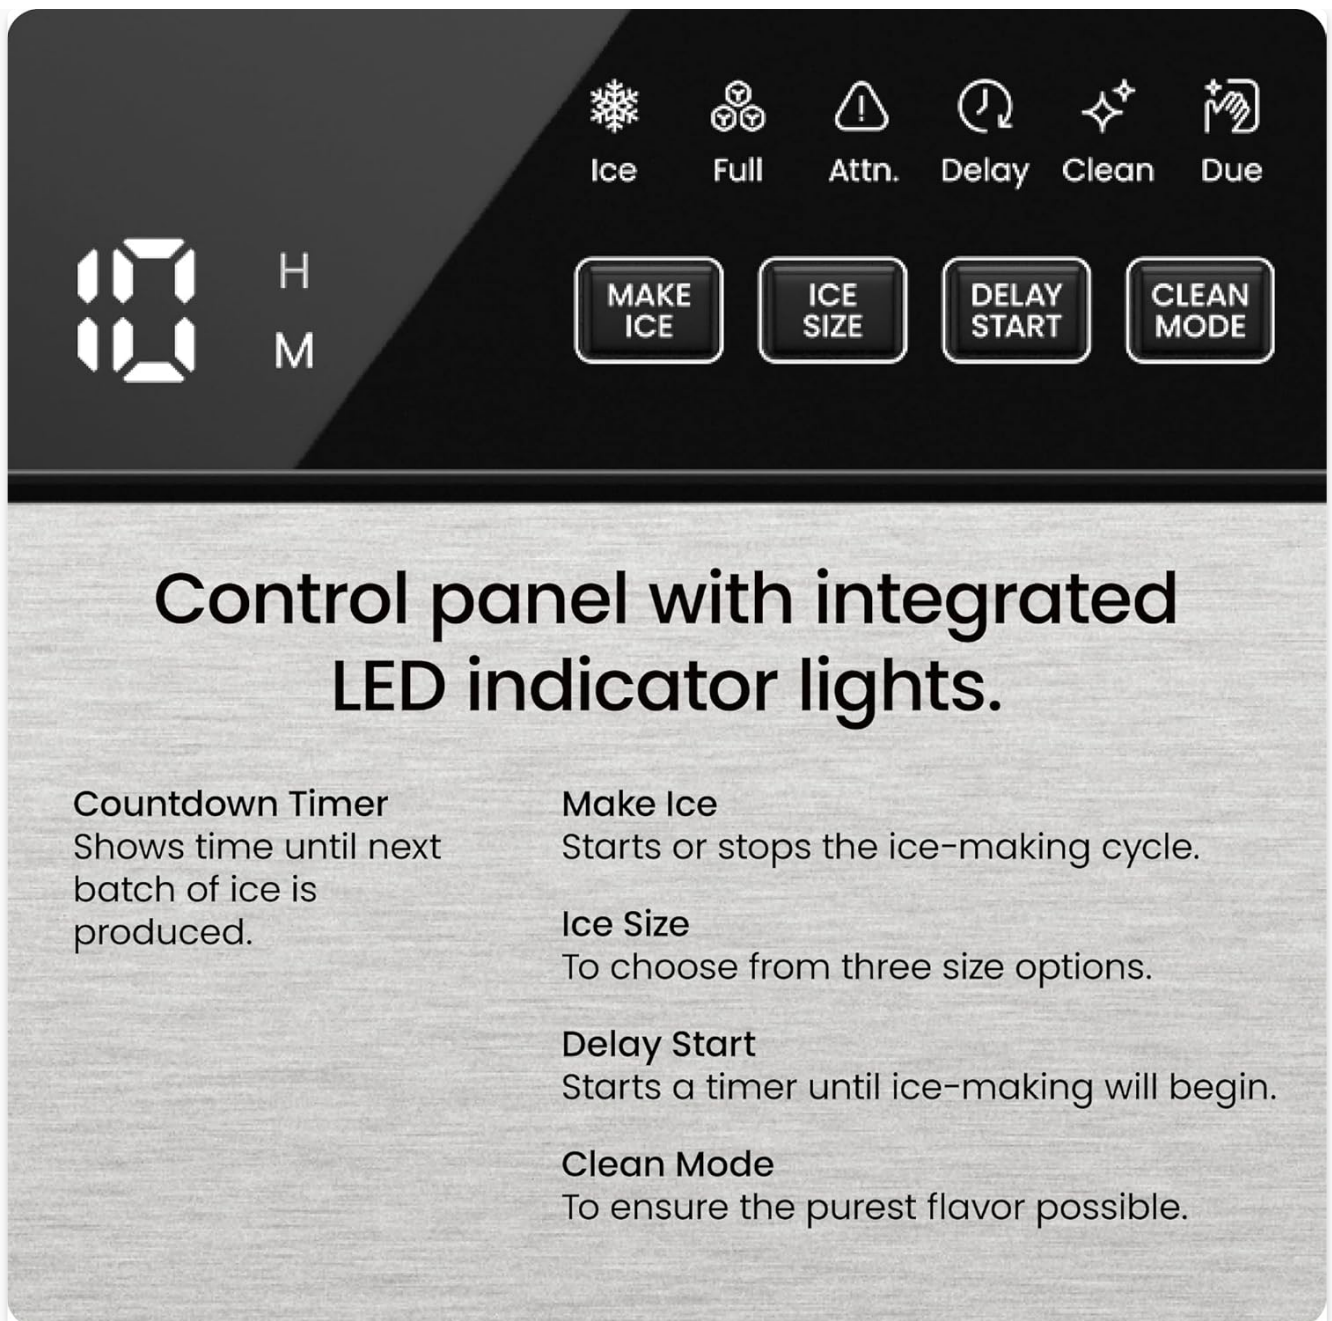 Ice Full Attn. Delay Clean Due
10 H
M
MAKE ICE
ICE SIZE
DELAY START
CLEAN MODE
Control panel with integrated
LED indicator lights.
Countdown Timer
Shows time until next
batch of ice is
produced.
Make Ice
Starts or stops the ice-making cycle.
Ice Size
To choose from three size options.
Delay Start
Starts a timer until ice-making will begin.
Clean Mode
To ensure the purest flavor possible.